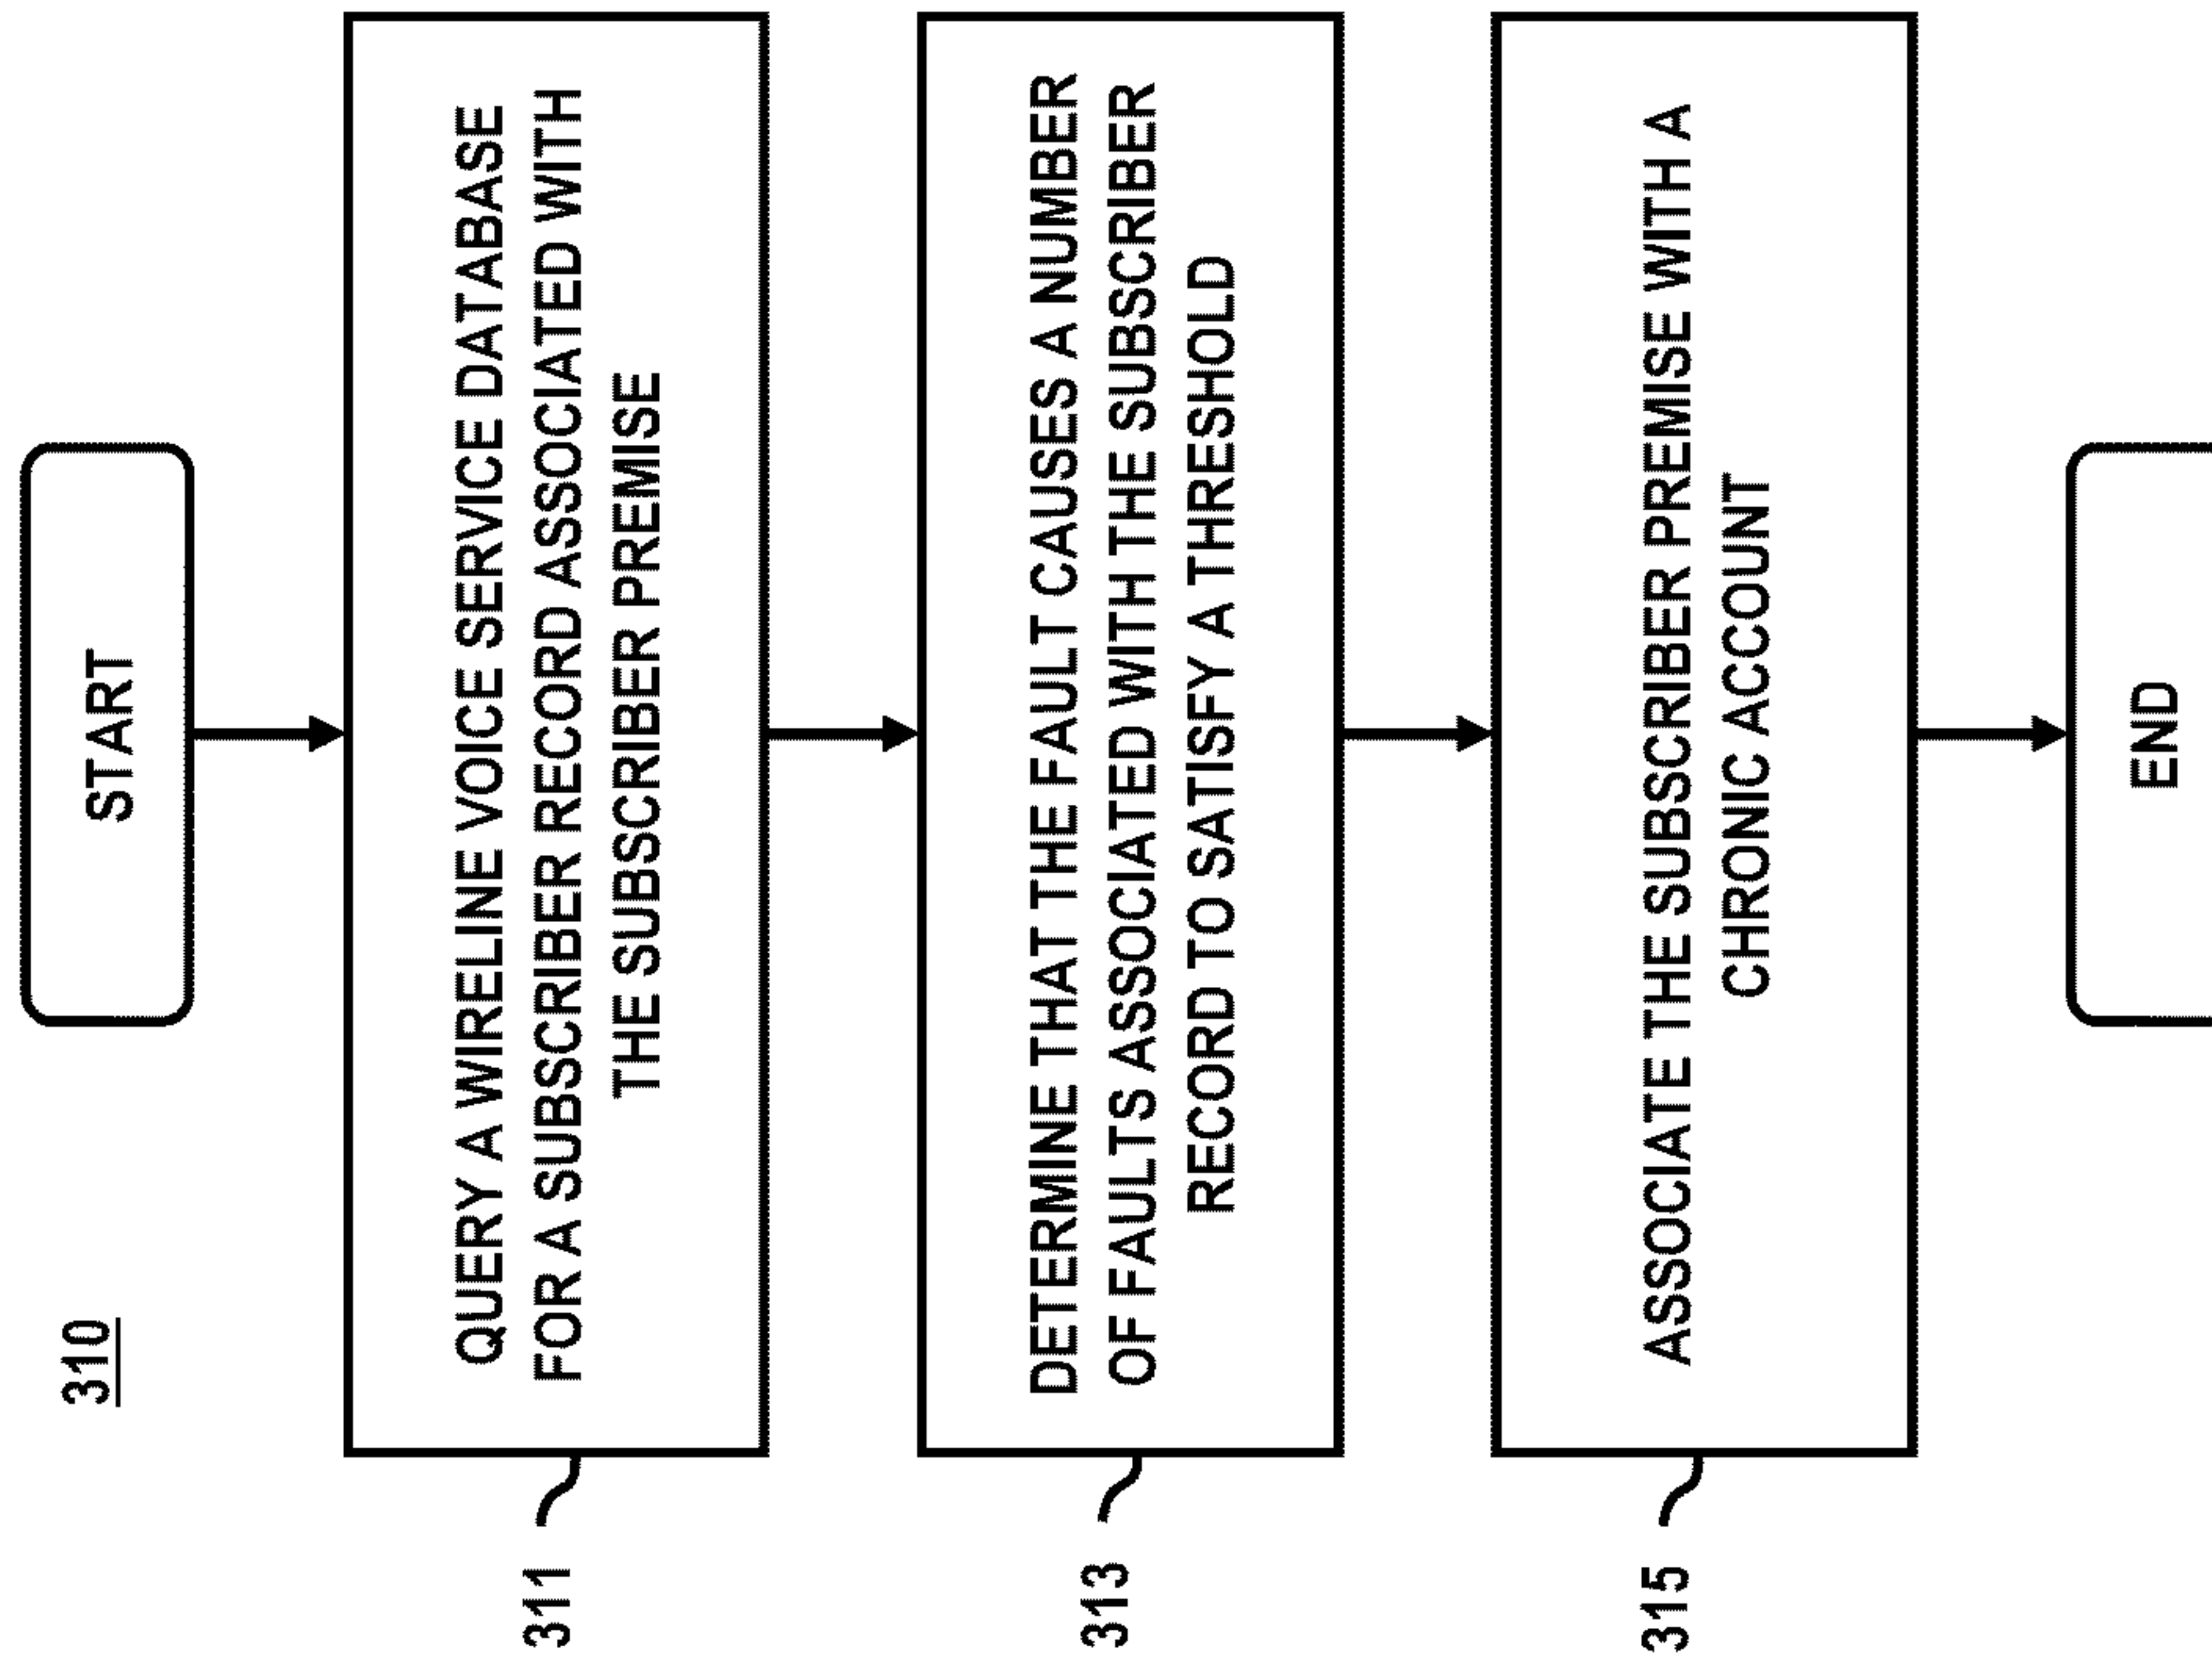 310
START
QUERY A WIRELINE VOICE SERVICE DATABASE
FOR A SUBSCRIBER RECORD ASSOCIATED WITH
THE SUBSCRIBER PREMISE
311
DETERMINE THAT THE FAULT CAUSES A NUMBER
OF FAULTS ASSOCIATED WITH THE SUBSCRIBER
RECORD TO SATISFY A THRESHOLD
313
ASSOCIATE THE SUBSCRIBER PREMISE WITH A
CHRONIC ACCOUNT
315
END